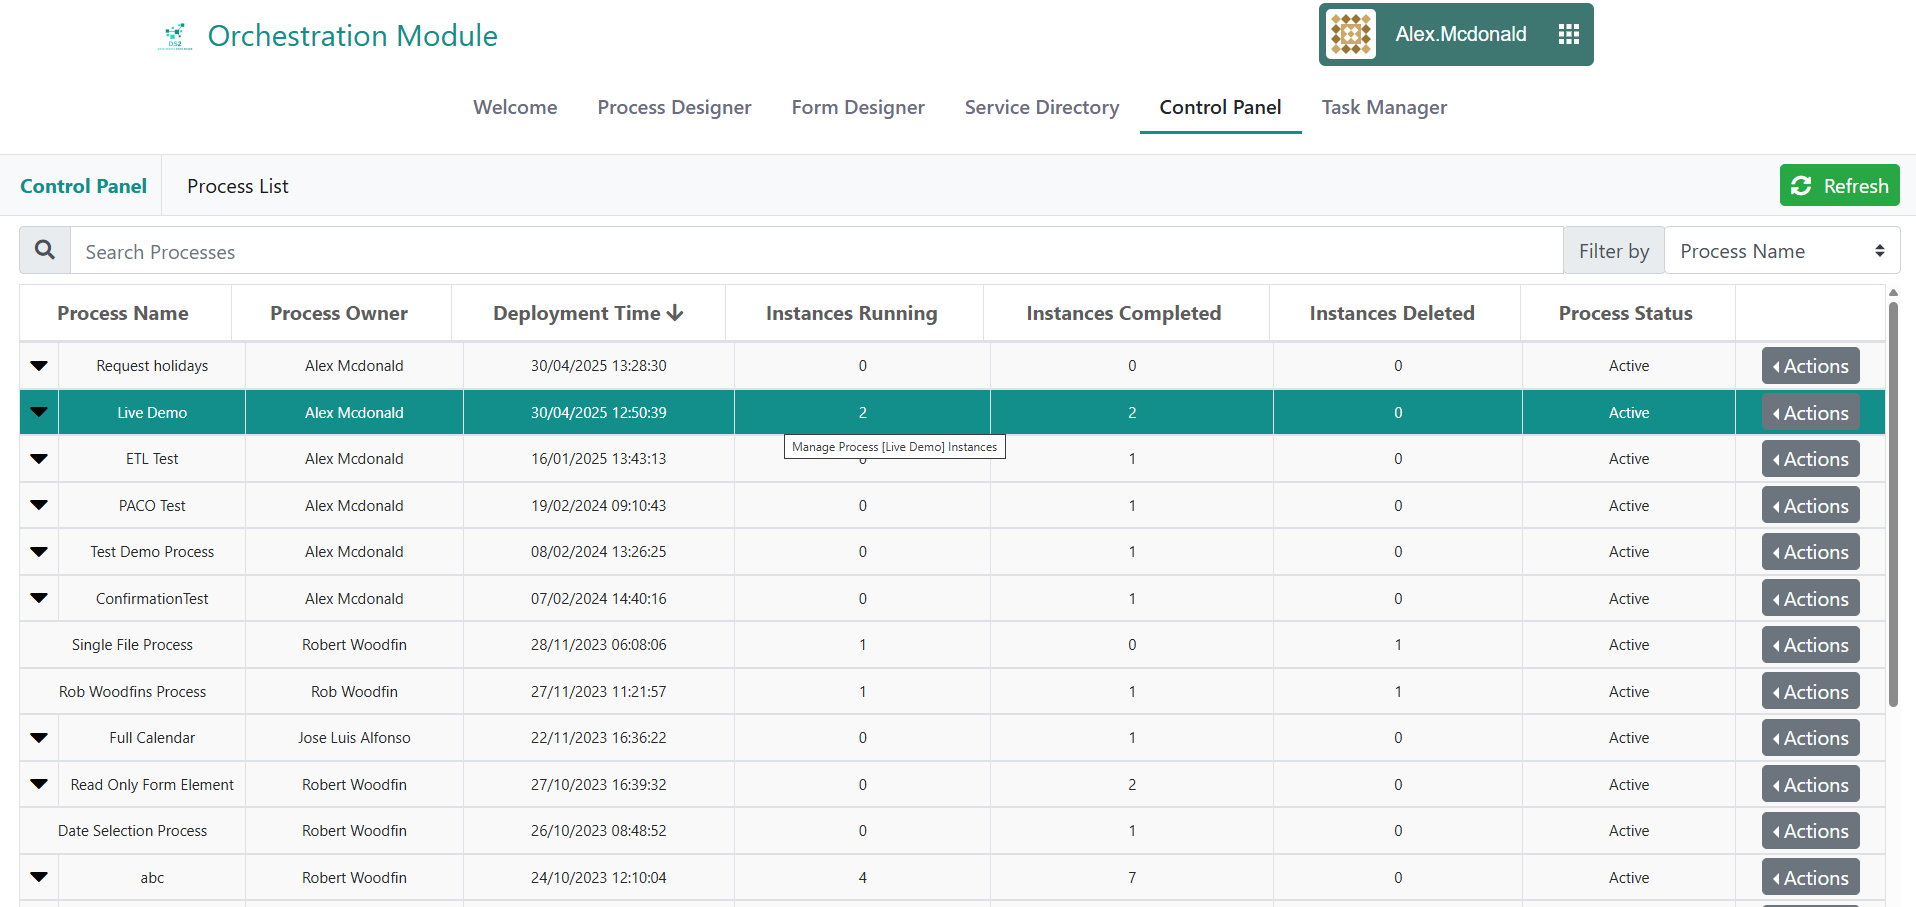 DS2
Orchestration Module
Alex.Mcdonald
Welcome Process Designer Form Designer Service Directory Control Panel Task Manager
Control Panel Process List Refresh
Search Processes Filter by Process Name
Process Name Process Owner Deployment Time Instances Running Instances Completed Instances Deleted Process Status
Request holidays Alex Mcdonald 30/04/2025 13:28:30 0 0 0 Active Actions
Live Demo Alex Mcdonald 30/04/2025 12:50:39 2 2 0 Active Actions
Manage Process [Live Demo] Instances
ETL Test Alex Mcdonald 16/01/2025 13:43:13 1 0 Active Actions
PACO Test Alex Mcdonald 19/02/2024 09:10:43 0 1 0 Active Actions
Test Demo Process Alex Mcdonald 08/02/2024 13:26:25 0 1 0 Active Actions
ConfirmationTest Alex Mcdonald 07/02/2024 14:40:16 0 1 0 Active Actions
Single File Process Robert Woodfin 28/11/2023 06:08:06 1 0 1 Active Actions
Rob Woodfins Process Rob Woodfin 27/11/2023 11:21:57 1 1 1 Active Actions
Full Calendar Jose Luis Alfonso 22/11/2023 16:36:22 0 1 0 Active Actions
Read Only Form Element Robert Woodfin 27/10/2023 16:39:32 0 2 0 Active Actions
Date Selection Process Robert Woodfin 26/10/2023 08:48:52 0 1 0 Active Actions
abc Robert Woodfin 24/10/2023 12:10:04 4 7 0 Active Actions